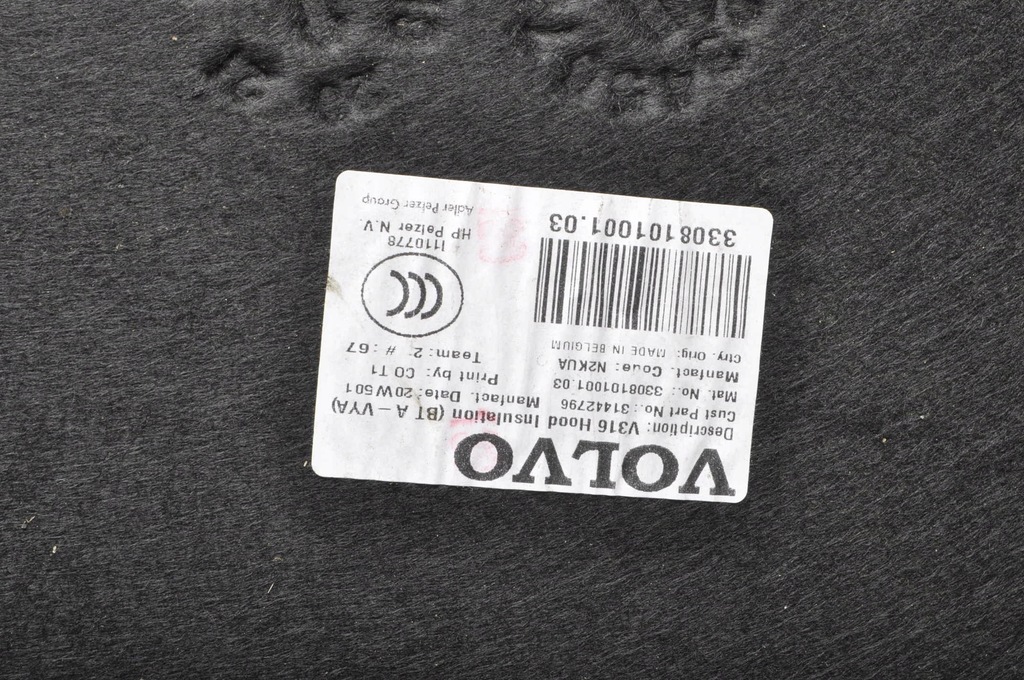 VOLVO
Description: V316 Hood Insulation (BT A - VYA)
Cust Part No.: 31442796 Manfact. Date: 20W501
Mat. No.: 3308101001.03 Print by: CO T1
Manfact. Code: N2KUA Team: 2 #: 67
Ctry. Orig: MADE IN BELGIUM
CCC
3308101001.03
1110778
HP Pelzer N.V.
Adler Pelzer Group